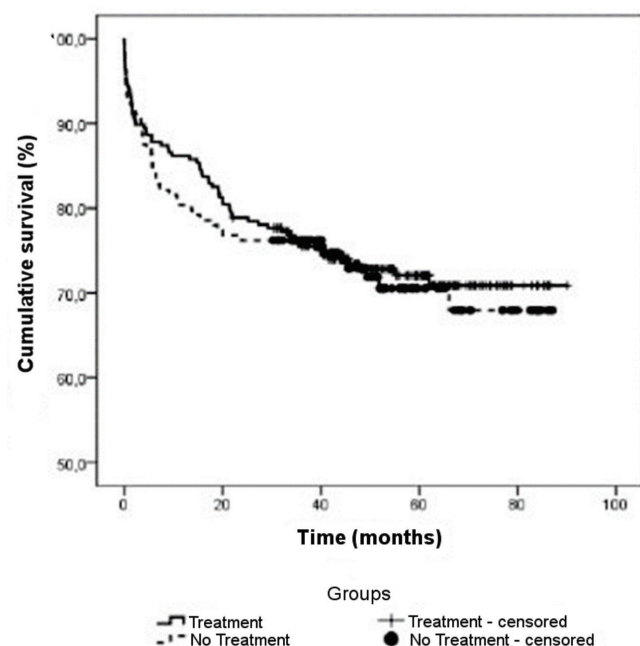 Cumulative survival (%)
00,0
90,0
80,0
70,0
60,0
50,0
0 20 40 60 80 100
Time (months)
Groups
Treatment Treatment - censored
No Treatment No Treatment - censored